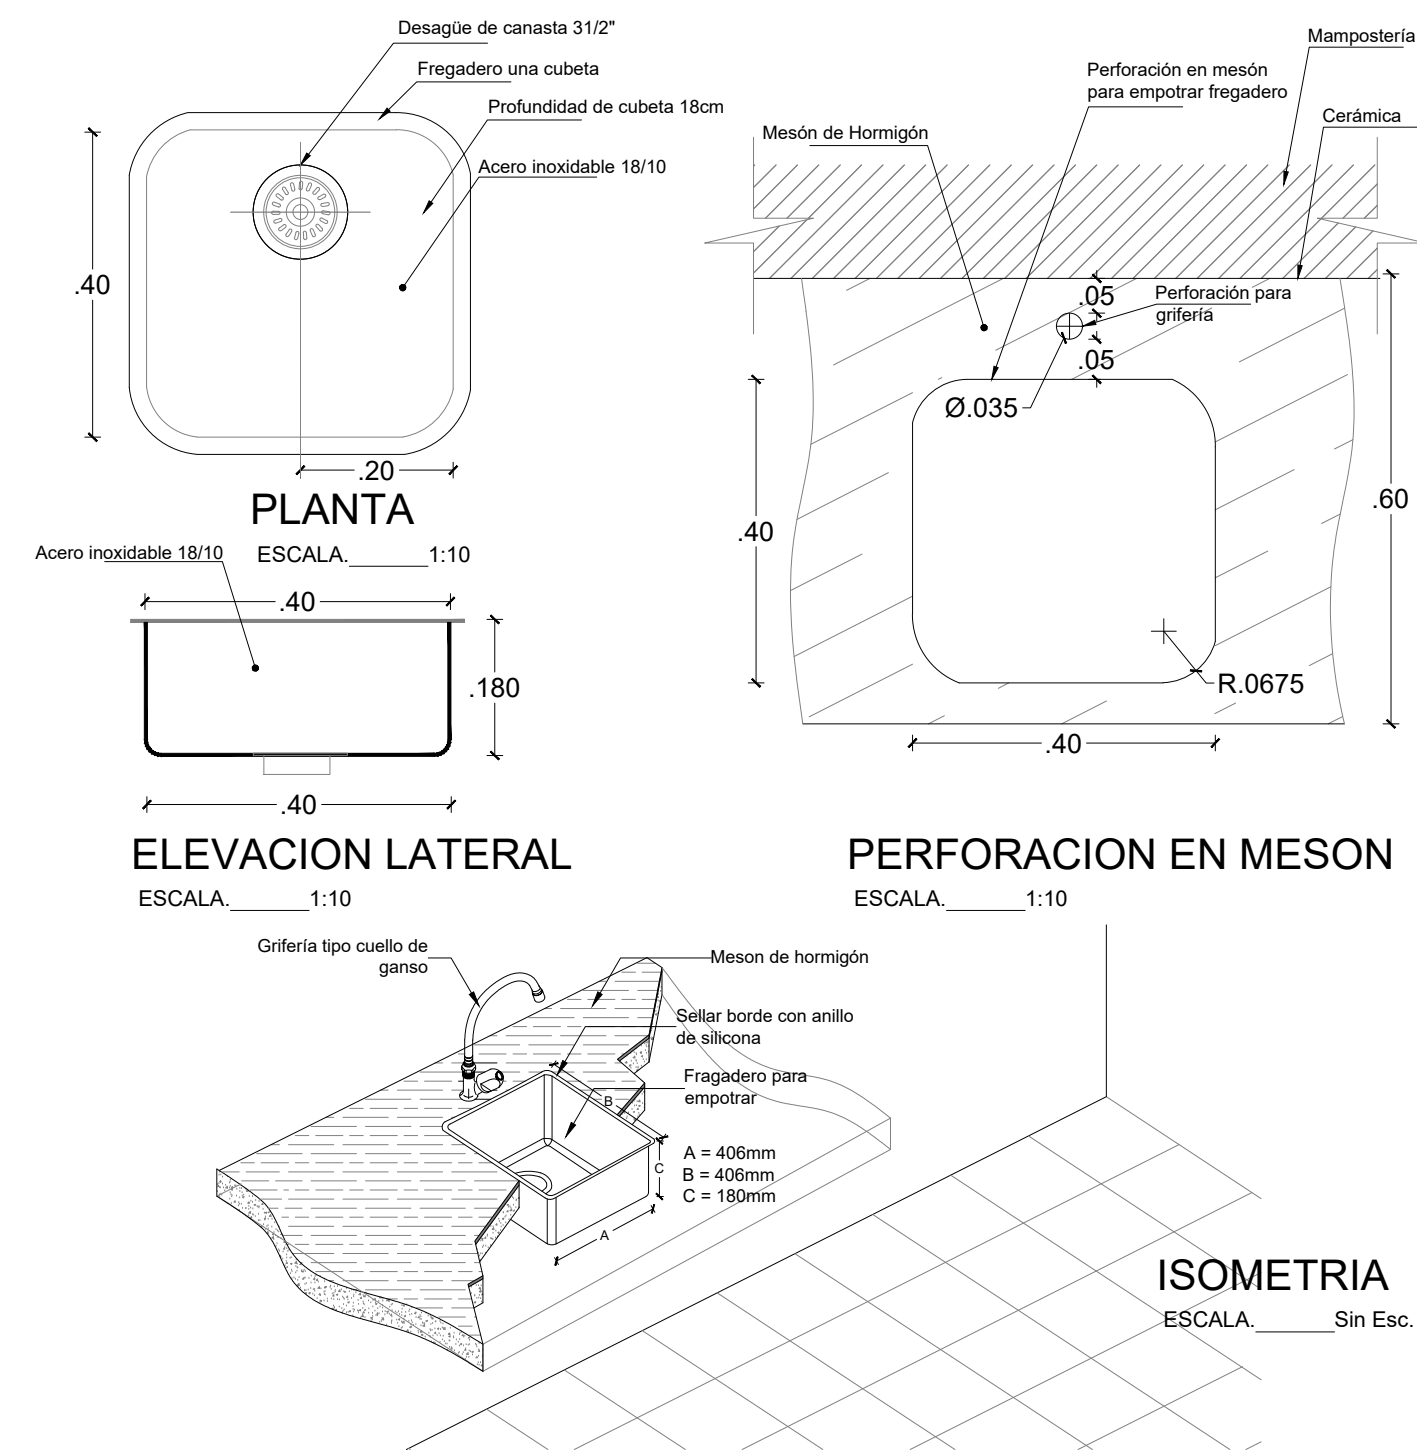 Desagüe de canasta 31/2"
Fregadero una cubeta
Profundidad de cubeta 18cm
Acero inoxidable 18/10
.40
.20
PLANTA
ESCALA.______1:10
Acero inoxidable 18/10
.40
.180
.40
ELEVACION LATERAL
ESCALA.______1:10
Mampostería
Perforación en mesón
para empotrar fregadero
Cerámica
Mesón de Hormigón
.05
Perforación para
grifería
.05
Ø.035
.40
.60
R.0675
.40
PERFORACION EN MESON
ESCALA.______1:10
Grifería tipo cuello de
ganso
Meson de hormigón
Sellar borde con anillo
de silicona
Fragadero para
empotrar
B
A = 406mm
B = 406mm
C = 180mm
C
A
ISOMETRIA
ESCALA.______Sin Esc.